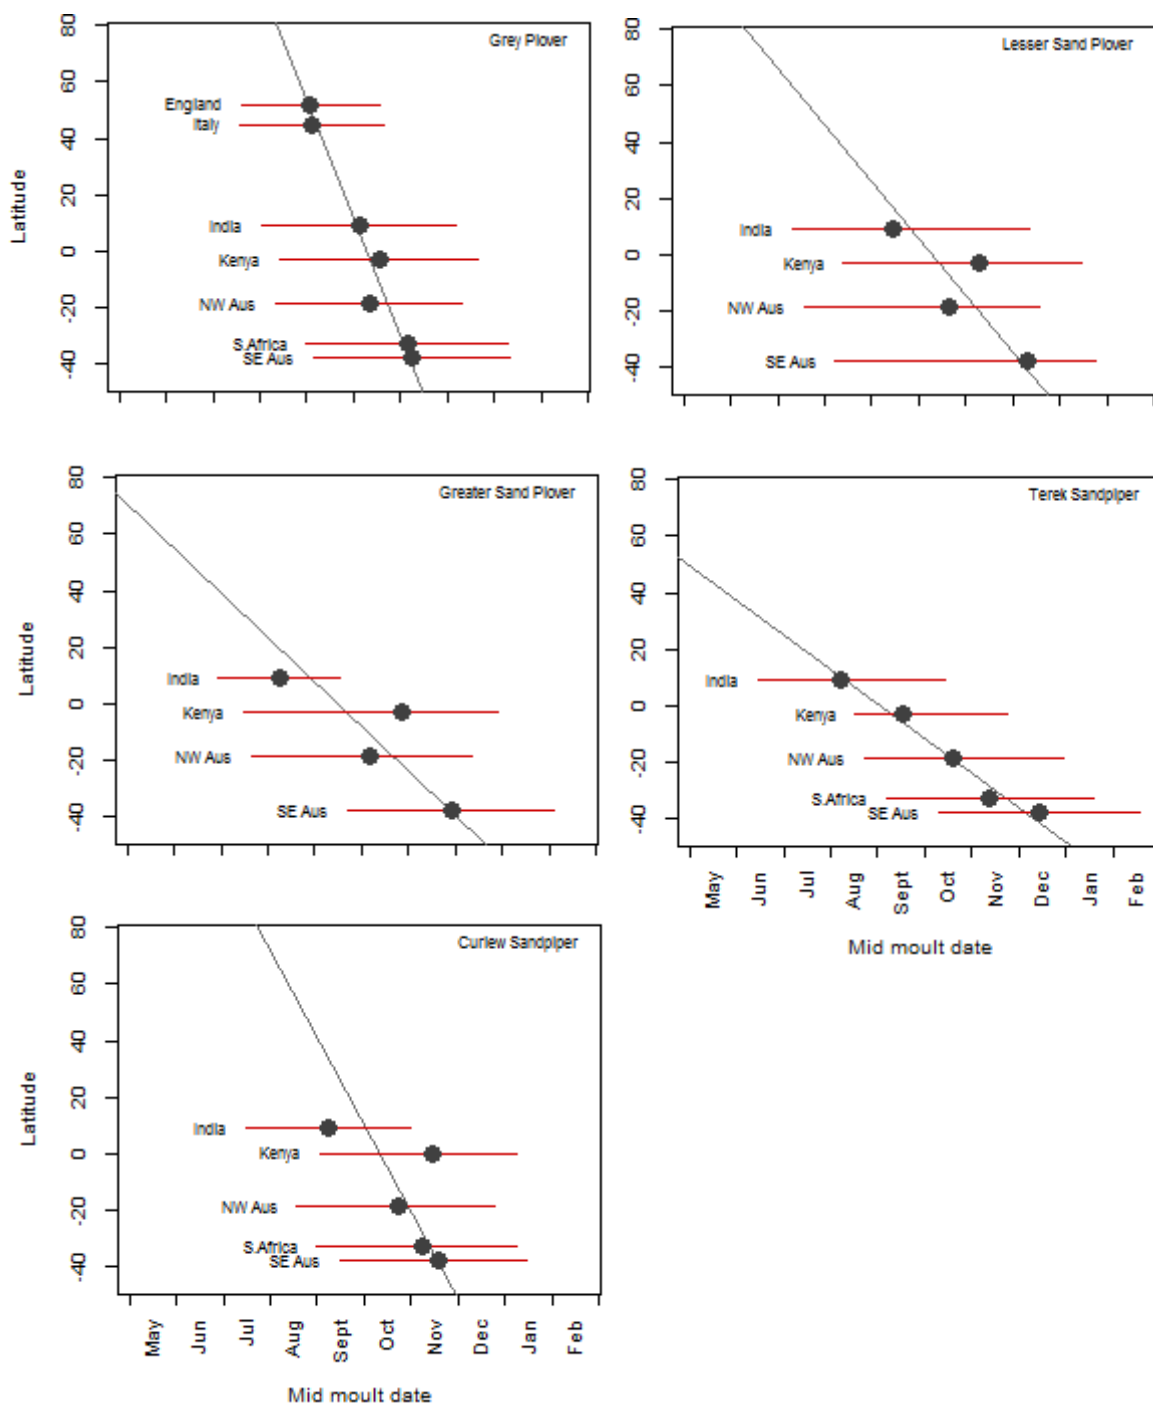 Grey Plover
Latitude
80
60
40
20
0
-20
-40
England
Italy
India
Kenya
NW Aus
S.Africa
SE Aus
Lesser Sand Plover
80
60
40
20
0
-20
-40
India
Kenya
NW Aus
SE Aus
Greater Sand Plover
Latitude
80
60
40
20
0
-20
-40
India
Kenya
NW Aus
SE Aus
Terek Sandpiper
80
60
40
20
0
-20
-40
India
Kenya
NW Aus
S.Africa
SE Aus
May
Jun
Jul
Aug
Sept
Oct
Nov
Dec
Jan
Feb
Mid moult date
Curlew Sandpiper
Latitude
80
60
40
20
0
-20
-40
India
Kenya
NW Aus
S.Africa
SE Aus
May
Jun
Jul
Aug
Sept
Oct
Nov
Dec
Jan
Feb
Mid moult date